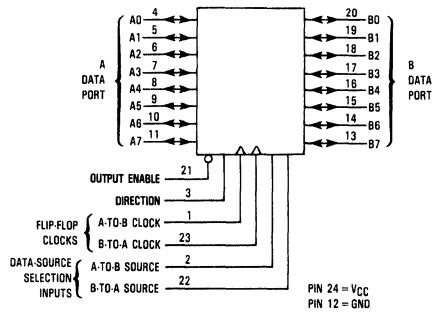 A0 4 20 B0
A1 5 19 B1
A2 6 18 B2
A3 7 17 B3
A4 8 16 B4
A5 9 15 B5
A6 10 14 B6
A7 11 13 B7
A
DATA
PORT
B
DATA
PORT
OUTPUT ENABLE 21
DIRECTION 3
FLIP-FLOP
CLOCKS
A-TO-B CLOCK 1
B-TO-A CLOCK 23
DATA-SOURCE
SELECTION
INPUTS
A-TO-B SOURCE 2
B-TO-A SOURCE 22
PIN 24 = VCC
PIN 12 = GND